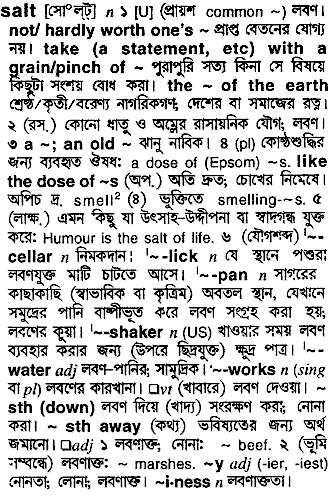 salt [সোল্‌ট্] n ১ [U] (প্রায়শ common ~) লবণ।
not/ hardly worth one's ~ প্রাপ্ত বেতনের যোগ্য
নয়। take (a statement, etc) with a
grain/pinch of ~ পুরাপুরি সত্য কিনা সে বিষয়ে
কিছুটা সংশয় বোধ করা। the ~ of the earth
শ্রেষ্ঠ/কৃতী/বরেণ্য নাগরিকগণ, দেশের বা সমাজের রত্ন।
২ (রস.) কোনো ধাতু ও অম্লের রাসায়নিক যৌগ; লবণ।
৩ a ~; an old ~ ঝানু নাবিক। ৪ (pl) কোষ্ঠশুদ্ধির
জন্য ব্যবহৃত ঔষধ: a dose of (Epsom) ~s. like
the dose of ~s (অপ.) অতি দ্রুত; চোখের নিমেষে।
অপিচ দ্র. smell² (৪) ভুক্তিতে smelling-~s. ৫
(লাক্ষ.) এমন কিছু যা উৎসাহ-উদ্দীপনা বা স্বাদগন্ধ যুক্ত
করে: Humour is the salt of life. ৬ (যৌগশব্দ) '~-
cellar n নিমকদান। '~-lick n যে স্থানে পশুরা
লবণযুক্ত মাটি চাটতে আসে। '~-pan n সাগরের
কাছাকাছি (স্বাভাবিক বা কৃত্রিম) অবতল স্থান, যেখানে
সমুদ্রের পানি বাষ্পীভূত করে লবণ সংগ্রহ করা হয়;
লবণের কুয়া। '~-shaker n (US) খাওয়ার সময় লবণ
ব্যবহার করার জন্য (উপরে ছিদ্রযুক্ত) ক্ষুদ্র পাত্র। '~-
water adj লবণ-পানির; সামুদ্রিক। '~-works n (sing
বা pl) লবণের কারখানা। □vt (খাবারে) লবণ দেওয়া। ~
sth (down) লবণ দিয়ে (খাদ্য) সংরক্ষণ করা; নোনা
করা। ~ sth away (কথ্য) ভবিষ্যতের জন্য অর্থ
জমানো। □adj ১ লবণাক্ত; নোনা: ~ beef. ২ (ভূমি
সম্বন্ধে) লবণাক্ত: ~ marshes. ~y adj (-ier, -iest)
নোনতা; লোনা; লবণাক্ত। ~i-ness n লবণাক্ততা।